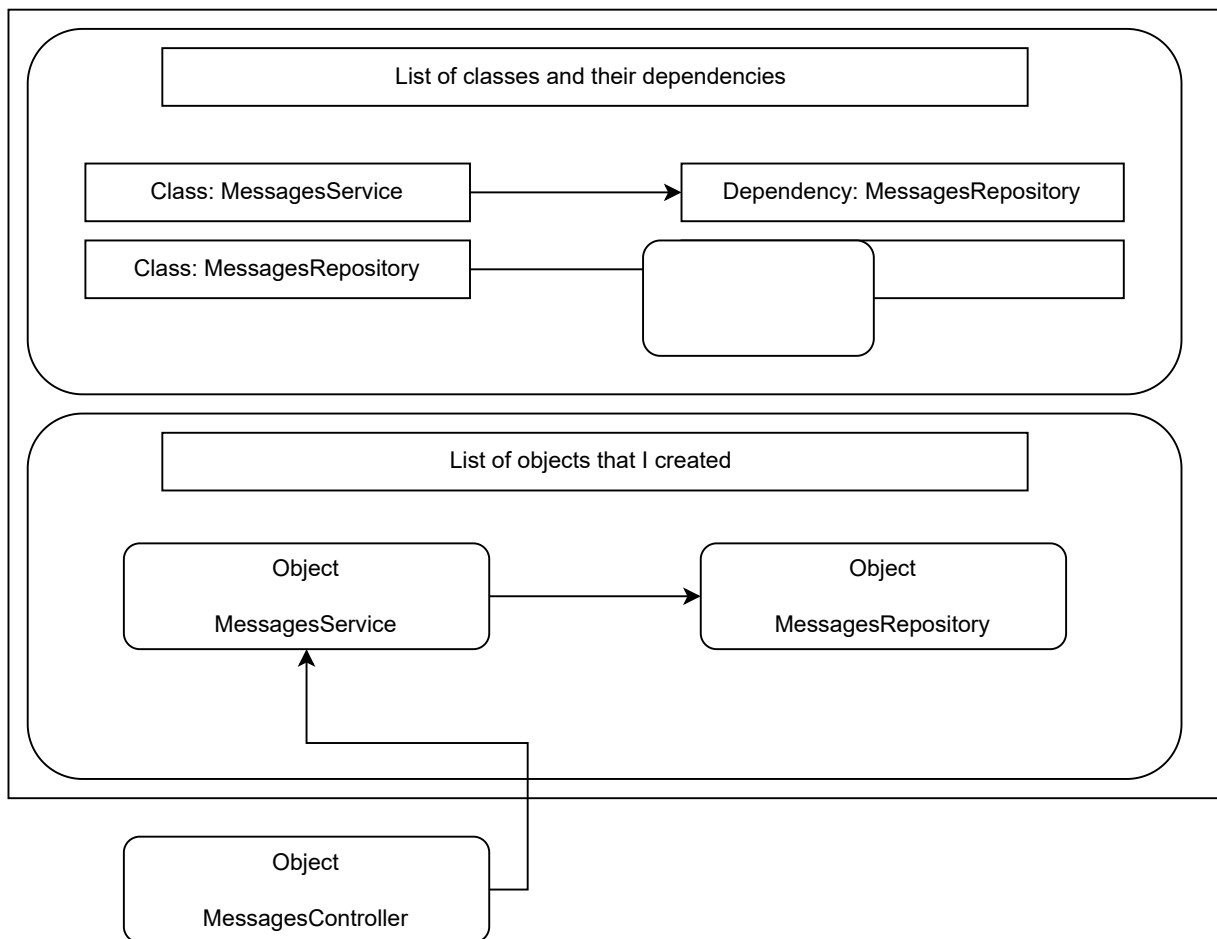 List of classes and their dependencies
Class: MessagesService
Dependency: MessagesRepository
Class: MessagesRepository
List of objects that I created
Object
MessagesService
Object
MessagesRepository
Object
MessagesController